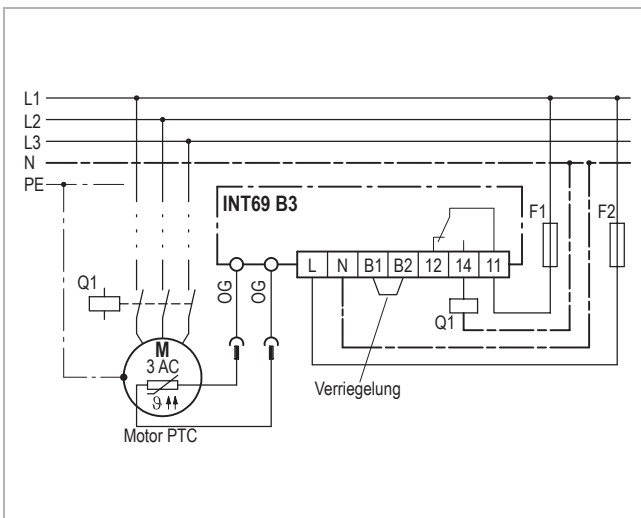 L1
L2
L3
N
PE
INT69 B3
F1
F2
L N B1 B2 12 14 11
Q1
OG
OG
Q1
M
3 AC
ϑ
Verriegelung
Motor PTC